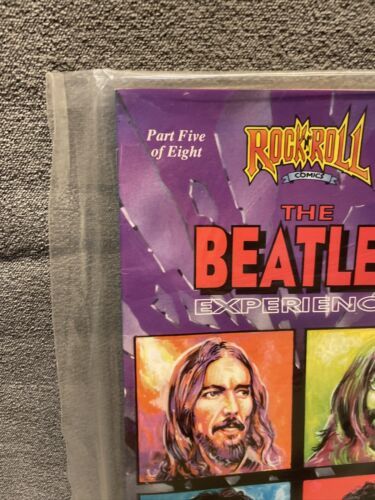 Part Five
of Eight
ROCK-N-ROLL
COMICS
THE
BEATLE
EXPERIENC